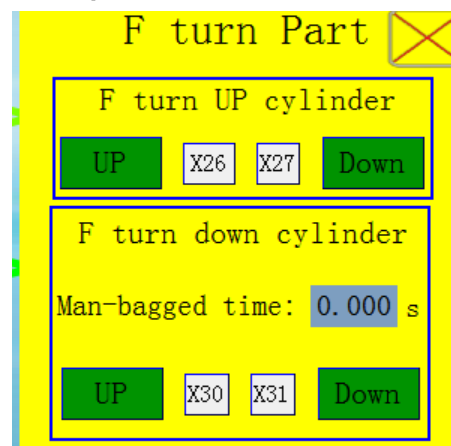 F turn Part
F turn UP cylinder
UP X26 X27 Down
F turn down cylinder
Man-bagged time: 0.000 s
UP X30 X31 Down